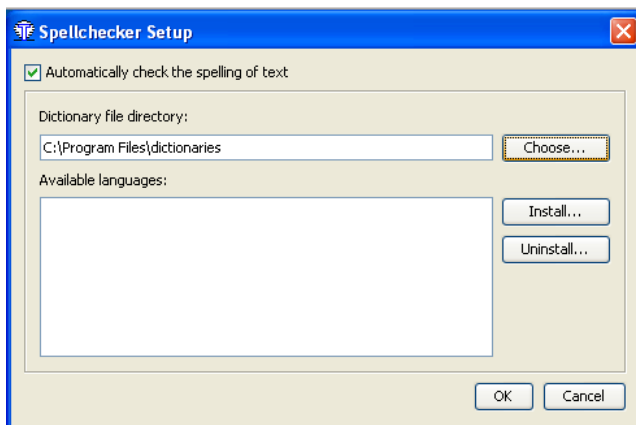 Spellchecker Setup
Automatically check the spelling of text
Dictionary file directory:
C:\Program Files\dictionaries
Choose...
Available languages:
Install...
Uninstall...
OK
Cancel